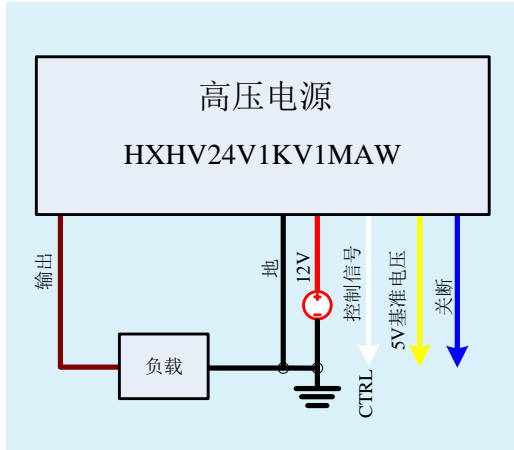 高压电源
HXHV24V1KV1MAW
输出
地
12V
控制信号
5V基准电压
关断
负载
CTRL